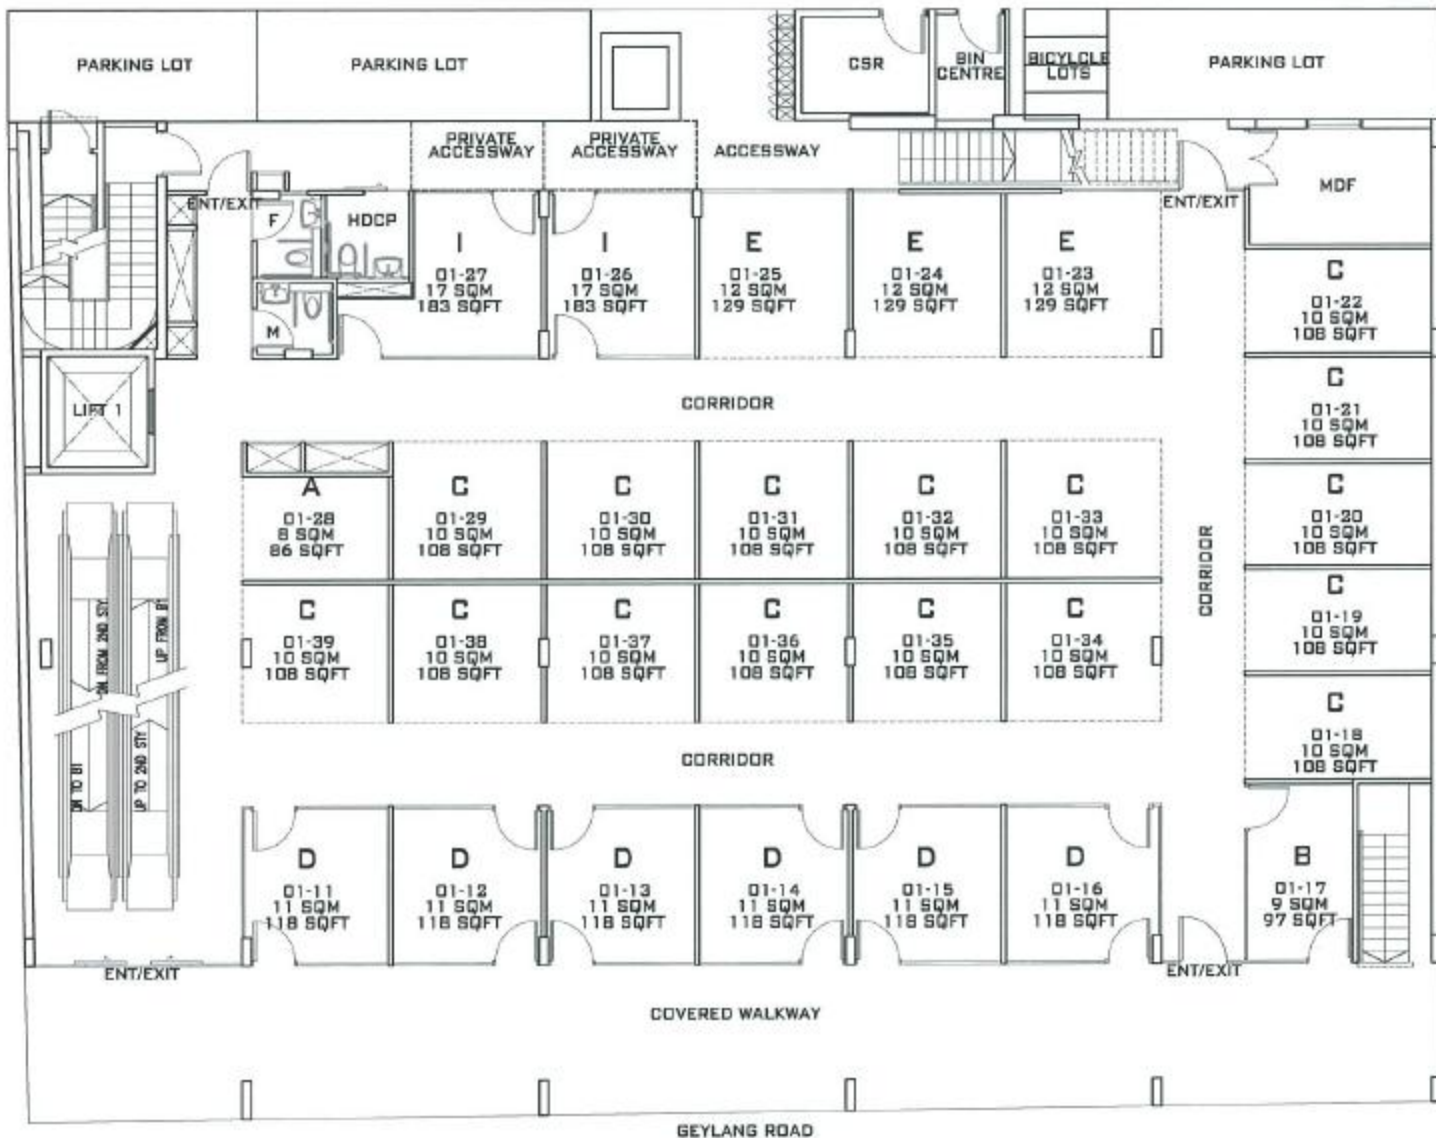 PARKING LOT
PARKING LOT
CSR
BIN
CENTRE
BICYLCLE
LOTS
PARKING LOT
PRIVATE
ACCESSWAY
PRIVATE
ACCESSWAY
ACCESSWAY
MDF
ENT/EXIT
ENT/EXIT
F
HDCP
M
I
01-27
17 SQM
183 SQFT
I
01-26
17 SQM
183 SQFT
E
01-25
12 SQM
129 SQFT
E
01-24
12 SQM
129 SQFT
E
01-23
12 SQM
129 SQFT
C
01-22
10 SQM
108 SQFT
LIFT 1
CORRIDOR
C
01-21
10 SQM
108 SQFT
A
01-28
8 SQM
86 SQFT
C
01-29
10 SQM
108 SQFT
C
01-30
10 SQM
108 SQFT
C
01-31
10 SQM
108 SQFT
C
01-32
10 SQM
108 SQFT
C
01-33
10 SQM
108 SQFT
C
01-20
10 SQM
108 SQFT
CORRIDOR
DN FROM 2ND STY
UP FROM B1
C
01-39
10 SQM
108 SQFT
C
01-38
10 SQM
108 SQFT
C
01-37
10 SQM
108 SQFT
C
01-36
10 SQM
108 SQFT
C
01-35
10 SQM
108 SQFT
C
01-34
10 SQM
108 SQFT
C
01-19
10 SQM
108 SQFT
DN TO B1
UP TO 2ND STY
CORRIDOR
C
01-18
10 SQM
108 SQFT
D
01-11
11 SQM
118 SQFT
D
01-12
11 SQM
118 SQFT
D
01-13
11 SQM
118 SQFT
D
01-14
11 SQM
118 SQFT
D
01-15
11 SQM
118 SQFT
D
01-16
11 SQM
118 SQFT
B
01-17
9 SQM
97 SQFT
ENT/EXIT
ENT/EXIT
COVERED WALKWAY
GEYLANG ROAD